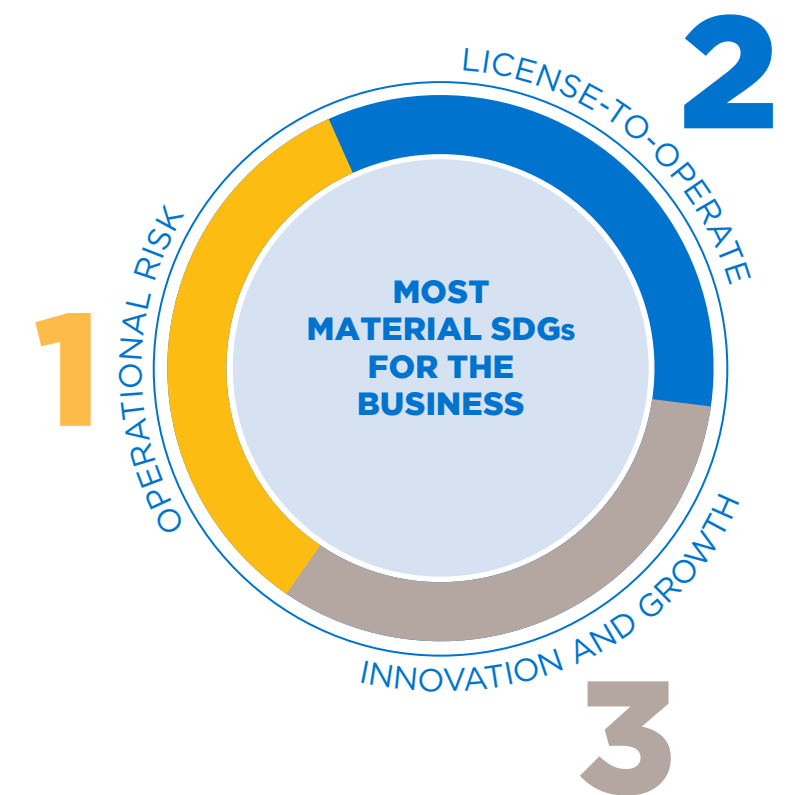 1
OPERATIONAL RISK
2
LICENSE-TO-OPERATE
3
INNOVATION AND GROWTH
MOST
MATERIAL SDGs
FOR THE
BUSINESS